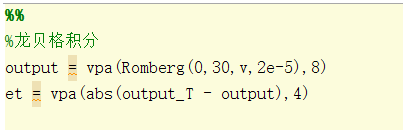 %%
%龙贝格积分
output = vpa(Romberg(0,30,v,2e-5),8)
et = vpa(abs(output_T - output),4)